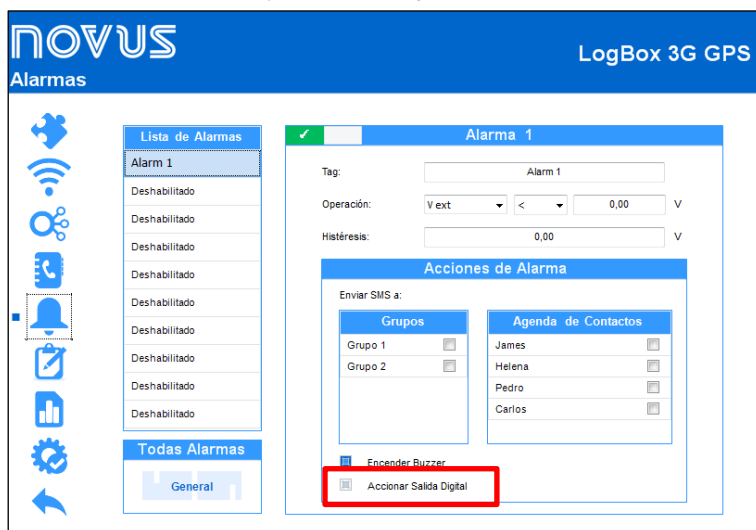 novus
LogBox 3G GPS
Alarmas
Lista de Alarmas
Alarm 1
Deshabilitado
Deshabilitado
Deshabilitado
Deshabilitado
Deshabilitado
Deshabilitado
Deshabilitado
Deshabilitado
Deshabilitado
Todas Alarmas
General
Alarma 1
Tag: Alarm 1
Operación: V ext < 0,00 V
Histéresis: 0,00 V
Acciones de Alarma
Enviar SMS a:
Grupos
Grupo 1
Grupo 2
Agenda de Contactos
James
Helena
Pedro
Carlos
Encender Buzzer
Accionar Salida Digital